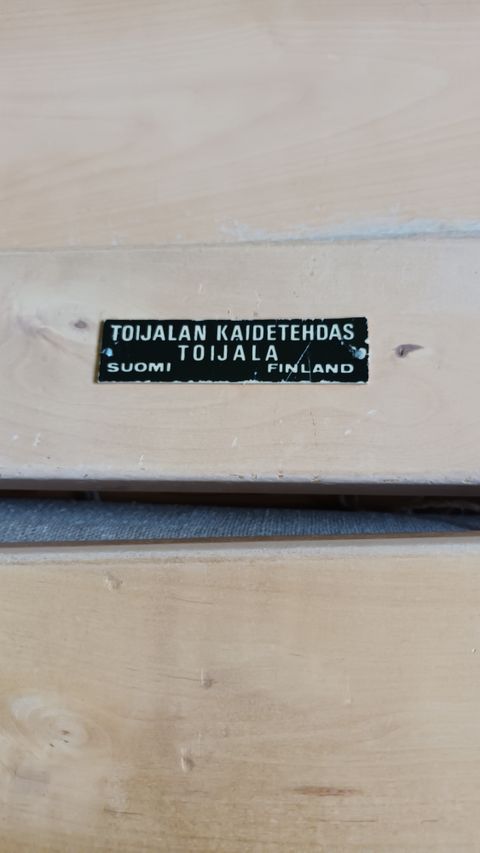 TOIJALAN KAIDETEHDAS
TOIJALA
SUOMI FINLAND